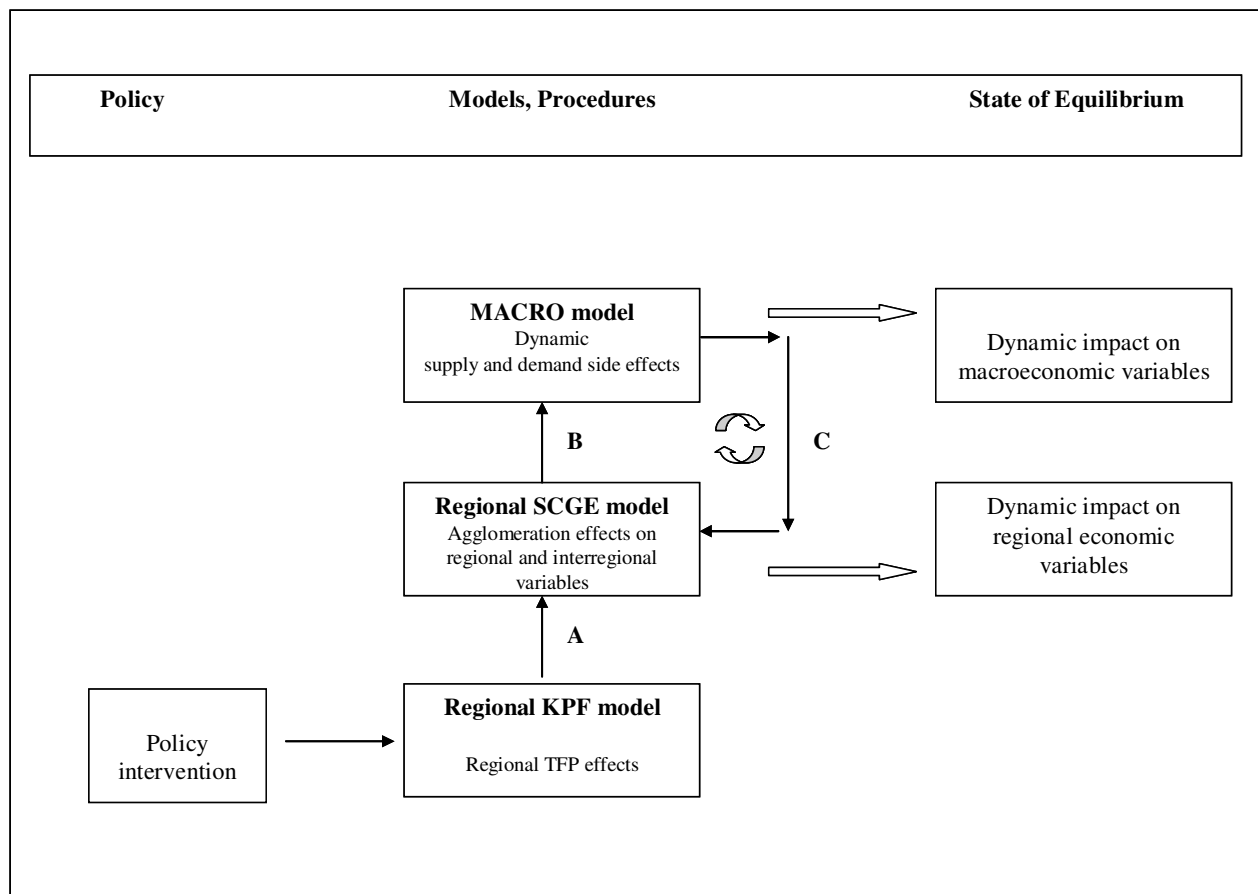 Policy Models, Procedures State of Equilibrium
MACRO model
Dynamic
supply and demand side effects
Dynamic impact on
macroeconomic variables
B
C
Regional SCGE model
Agglomeration effects on
regional and interregional
variables
Dynamic impact on
regional economic
variables
A
Policy
intervention
Regional KPF model
Regional TFP effects